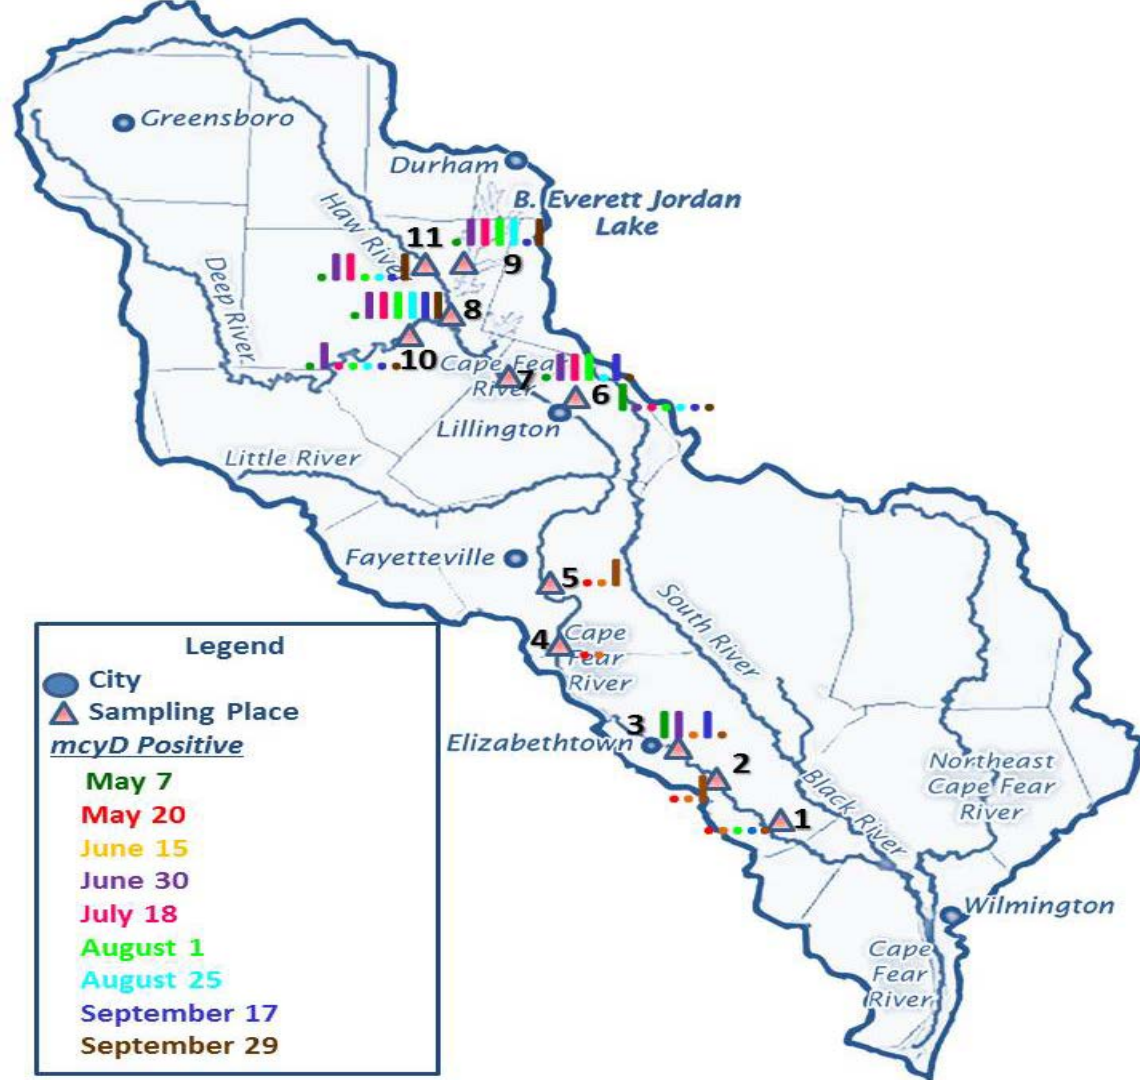 Greensboro
Durham
B. Everett Jordan
Lake
Haw River
11
9
Deep River
8
10
Cape Fear
River
7
6
Lillington
Little River
Fayetteville
5
South River
4
Cape
Fear
River
3
Elizabethtown
2
1
Black River
Northeast
Cape Fear
River
Wilmington
Cape
Fear
River
Legend
City
Sampling Place
mcyD Positive
May 7
May 20
June 15
June 30
July 18
August 1
August 25
September 17
September 29